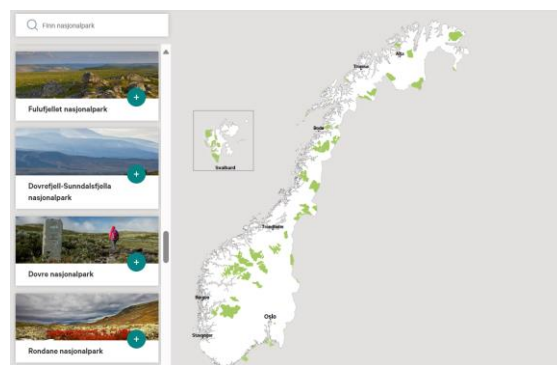 Finn nasjonalpark
Fulufjellet nasjonalpark
Dovrefjell-Sunndalsfjella
nasjonalpark
Dovre nasjonalpark
Rondane nasjonalpark
Alta
Tromsø
Bodø
Svalbard
Trondheim
Bergen
Oslo
Stavanger